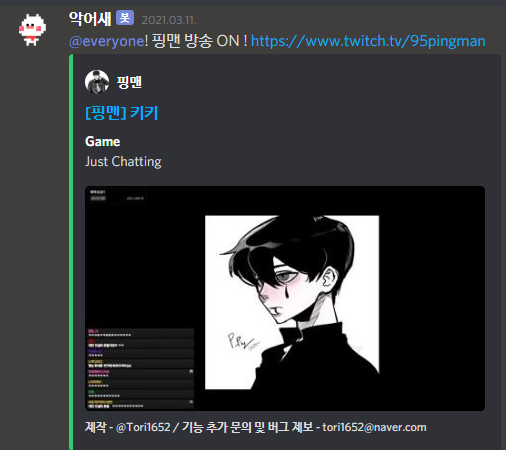 악어새 봇 2021.03.11.
@everyone! 핑맨 방송 ON ! https://www.twitch.tv/95pingman
핑맨
[핑맨] 키키
Game
Just Chatting
제작 - @Tori1652 / 기능 추가 문의 및 버그 제보 - tori1652@naver.com